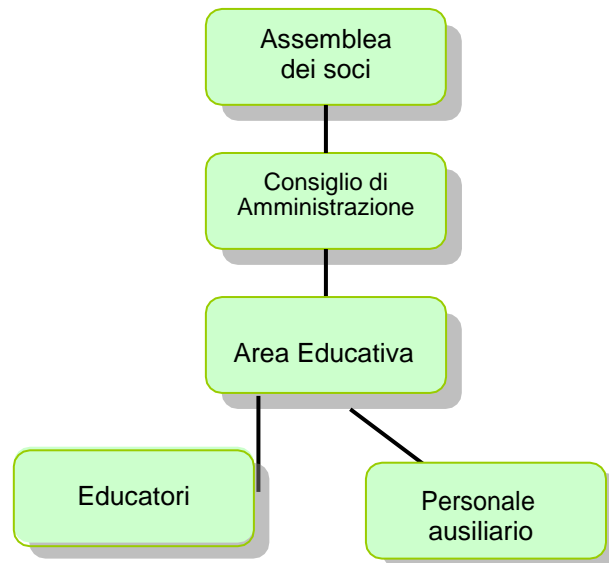 Assemblea
dei soci
Consiglio di
Amministrazione
Area Educativa
Educatori
Personale
ausiliario